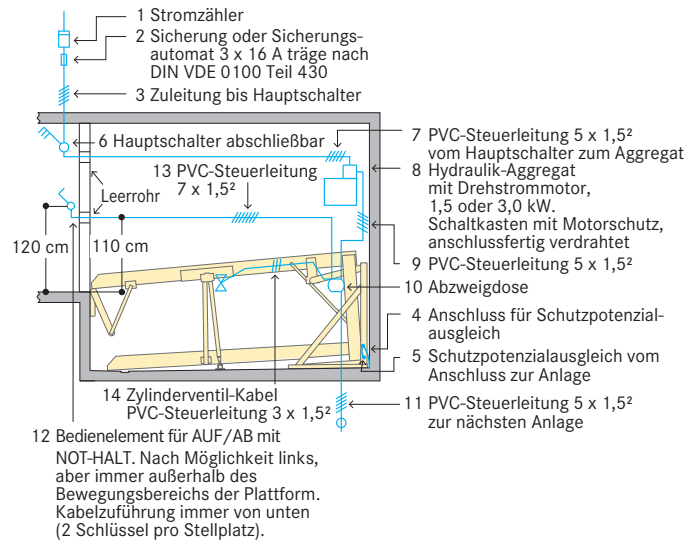 1 Stromzähler
2 Sicherung oder Sicherungs-
automat 3 x 16 A träge nach
DIN VDE 0100 Teil 430
3 Zuleitung bis Hauptschalter
6 Hauptschalter abschließbar
13 PVC-Steuerleitung
7 x 1,5²
Leerrohr
120 cm
110 cm
7 PVC-Steuerleitung 5 x 1,5²
vom Hauptschalter zum Aggregat
8 Hydraulik-Aggregat
mit Drehstrommotor,
1,5 oder 3,0 kW.
Schaltkasten mit Motorschutz,
anschlussfertig verdrahtet
9 PVC-Steuerleitung 5 x 1,5²
10 Abzweigdose
4 Anschluss für Schutzpotenzial-
ausgleich
5 Schutzpotenzialausgleich vom
Anschluss zur Anlage
11 PVC-Steuerleitung 5 x 1,5²
zur nächsten Anlage
14 Zylinderventil-Kabel
PVC-Steuerleitung 3 x 1,5²
12 Bedienelement für AUF/AB mit
NOT-HALT. Nach Möglichkeit links,
aber immer außerhalb des
Bewegungsbereichs der Plattform.
Kabelzuführung immer von unten
(2 Schlüssel pro Stellplatz).